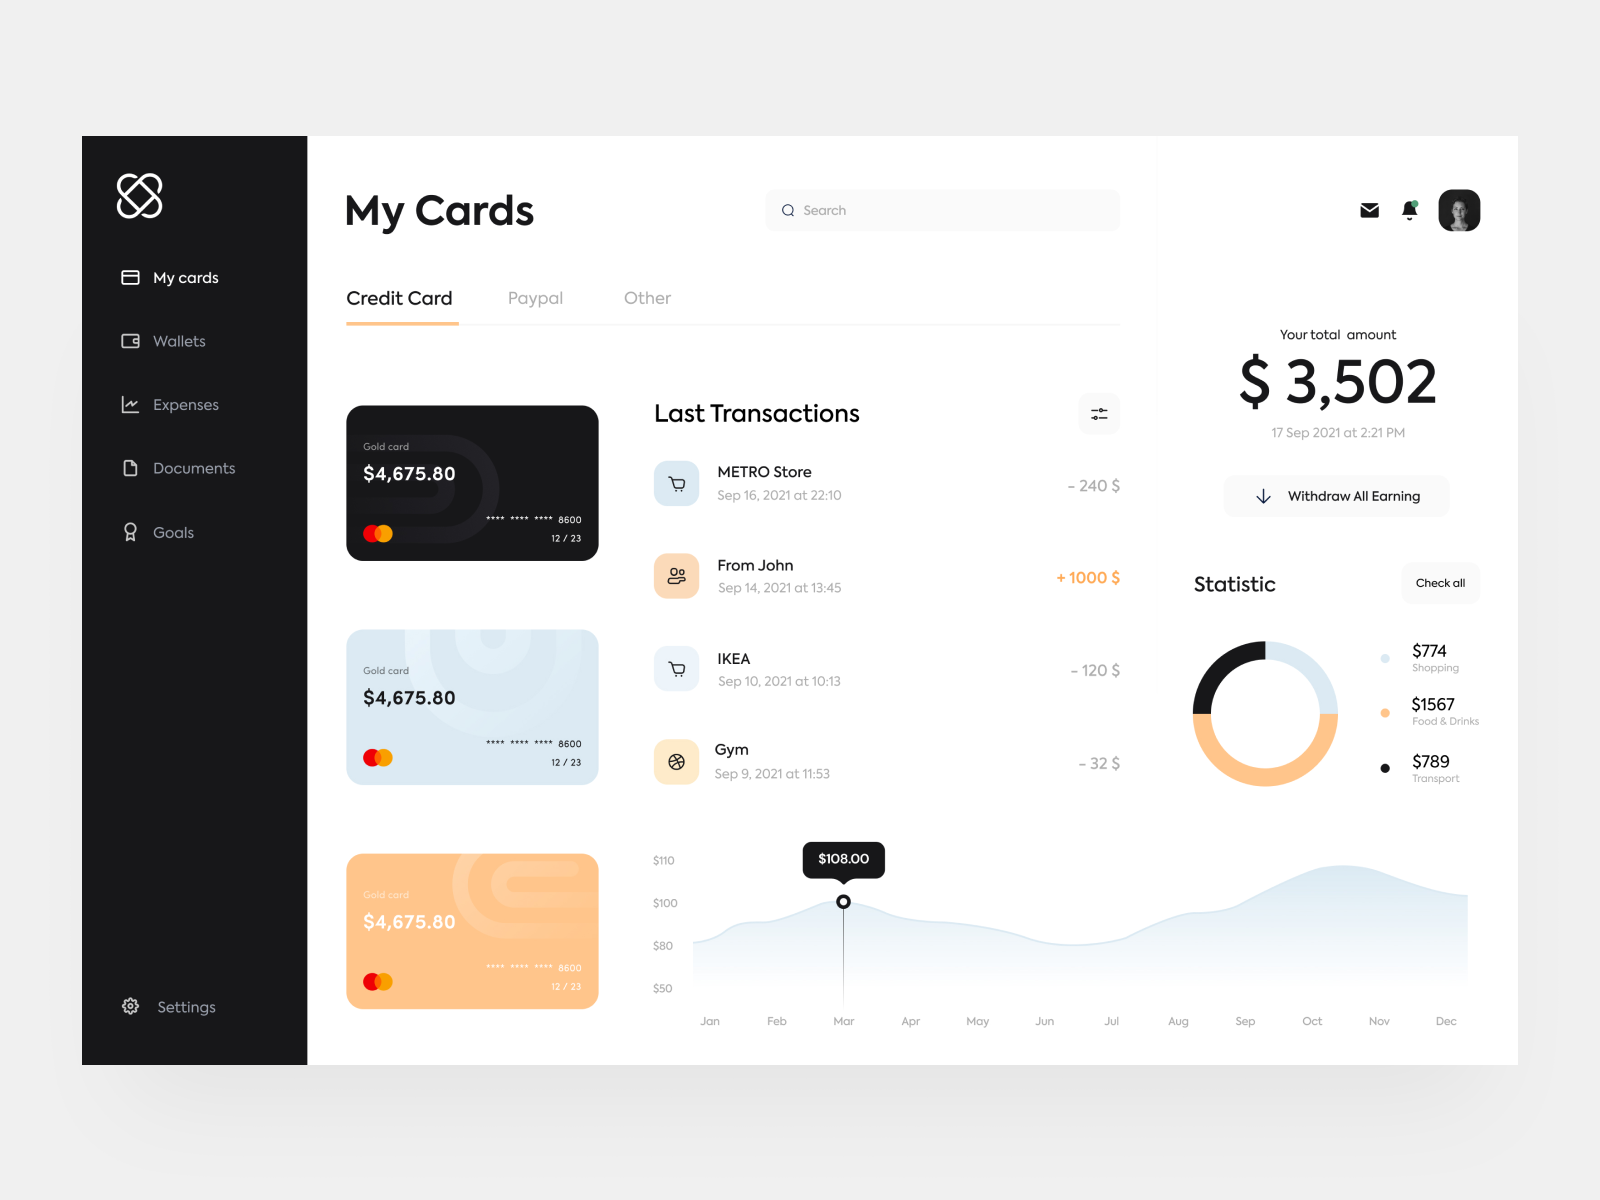 My cards
Wallets
Expenses
Documents
Goals
Settings
My Cards
Search
Credit Card
Paypal
Other
Gold card
$4,675.80
**** **** **** 8600
12 / 23
Gold card
$4,675.80
**** **** **** 8600
12 / 23
Gold card
$4,675.80
**** **** **** 8600
12 / 23
Last Transactions
METRO Store
Sep 16, 2021 at 22:10
- 240 $
From John
Sep 14, 2021 at 13:45
+ 1000 $
IKEA
Sep 10, 2021 at 10:13
- 120 $
Gym
Sep 9, 2021 at 11:53
- 32 $
Your total amount
$ 3,502
17 Sep 2021 at 2:21 PM
Withdraw All Earning
Statistic
Check all
$774
Shopping
$1567
Food & Drinks
$789
Transport
$108.00
$110
$100
$80
$50
Jan
Feb
Mar
Apr
May
Jun
Jul
Aug
Sep
Oct
Nov
Dec